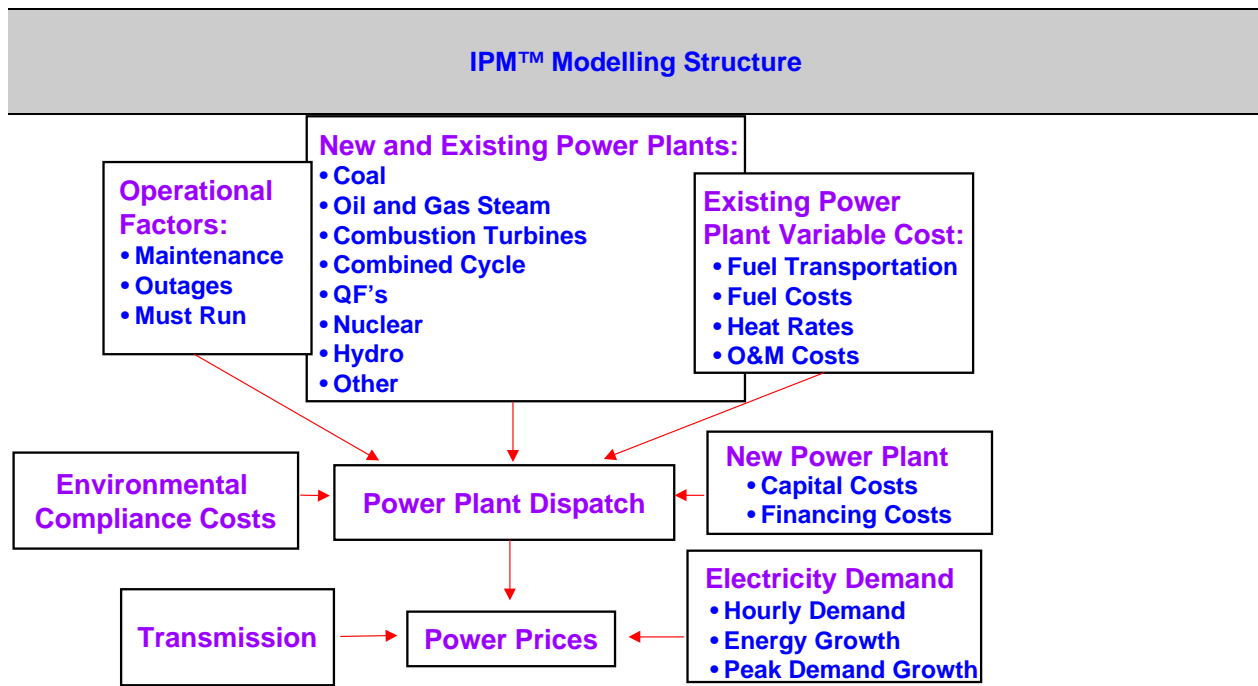 IPM™ Modelling Structure
New and Existing Power Plants:
• Coal
• Oil and Gas Steam
• Combustion Turbines
• Combined Cycle
• QF's
• Nuclear
• Hydro
• Other
Operational
Factors:
• Maintenance
• Outages
• Must Run
Existing Power
Plant Variable Cost:
• Fuel Transportation
• Fuel Costs
• Heat Rates
• O&M Costs
Environmental
Compliance Costs
Power Plant Dispatch
New Power Plant
• Capital Costs
• Financing Costs
Transmission
Power Prices
Electricity Demand
• Hourly Demand
• Energy Growth
• Peak Demand Growth